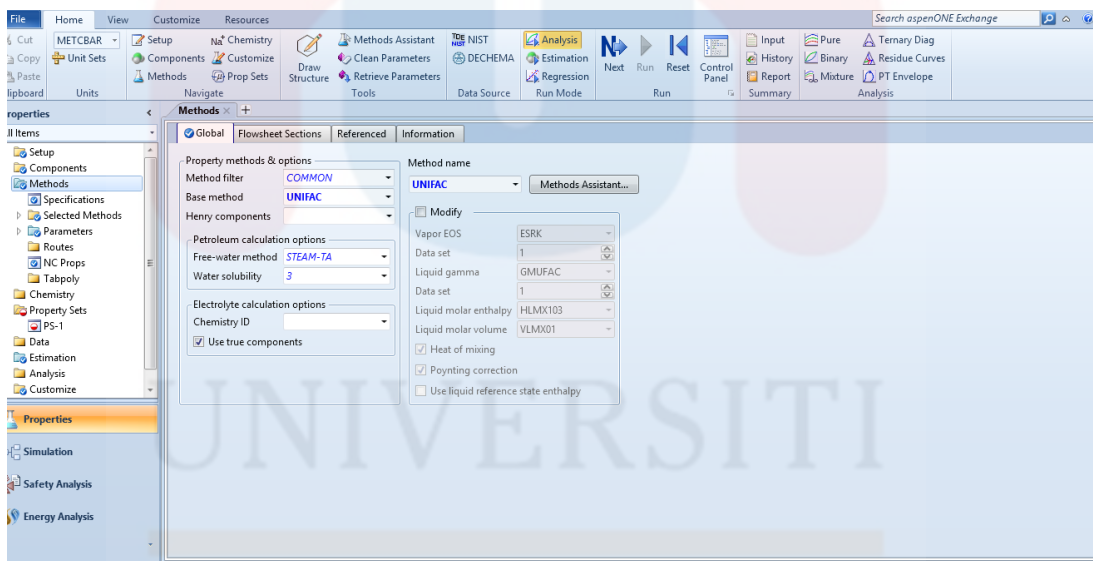 File Home View Customize Resources Search aspenONE Exchange
Cut METCBAR Setup Na+ Chemistry Methods Assistant NIST Analysis Input Pure Ternary Diag
Copy Unit Sets Components Customize Clean Parameters DECHEMA Estimation History Binary Residue Curves
Paste Methods Prop Sets Draw Structure Retrieve Parameters Regression Next Run Reset Control Panel Report Mixture PT Envelope
lipboard Units Navigate Tools Data Source Run Mode Run Summary Analysis
roperties
Methods
ll Items
Global Flowsheet Sections Referenced Information
Setup
Components
Methods
Specifications
Selected Methods
Parameters
Routes
NC Props
Tabpoly
Chemistry
Property Sets
PS-1
Data
Estimation
Analysis
Customize
Properties
Simulation
Safety Analysis
Energy Analysis
Property methods & options
Method filter COMMON
Base method UNIFAC
Henry components
Petroleum calculation options
Free-water method STEAM-TA
Water solubility 3
Electrolyte calculation options
Chemistry ID
Use true components
Method name
UNIFAC Methods Assistant...
Modify
Vapor EOS ESRK
Data set 1
Liquid gamma GMUFAC
Data set 1
Liquid molar enthalpy HLMX103
Liquid molar volume VLMX01
Heat of mixing
Poynting correction
Use liquid reference state enthalpy
UNIVERSITI